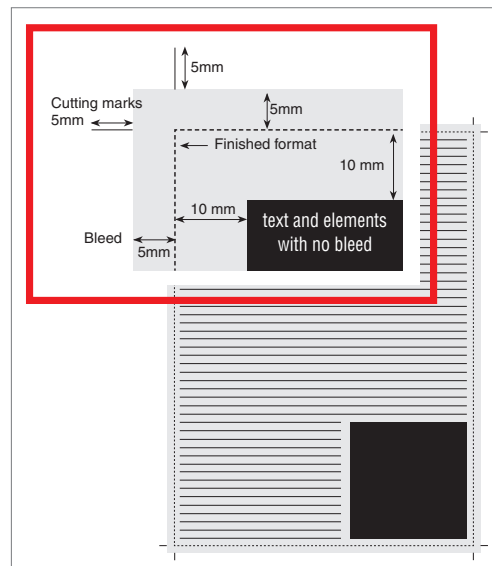 5mm
Cutting marks
5mm
5mm
Finished format
10 mm
10 mm
text and elements
with no bleed
Bleed
5mm